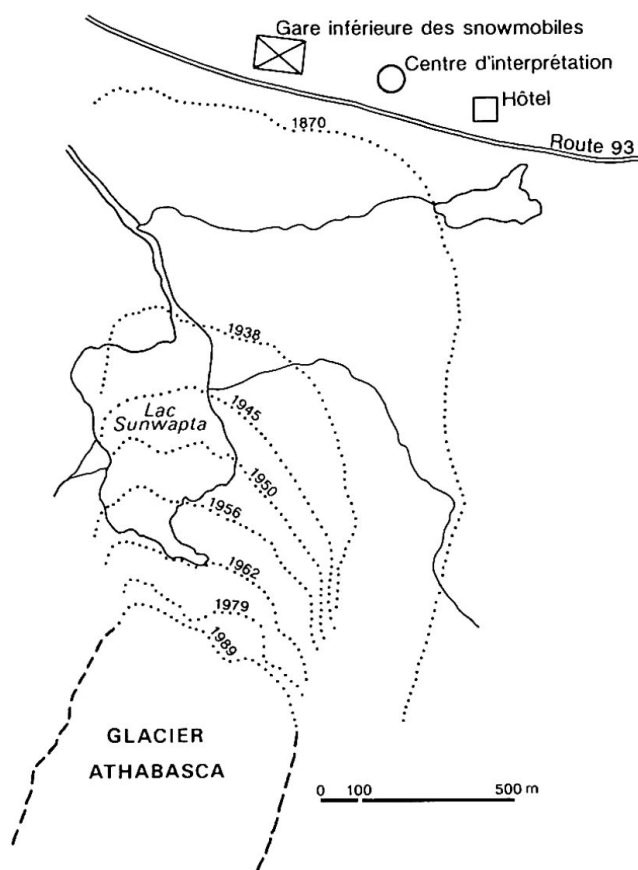 Gare inférieure des snowmobiles
Centre d'interprétation
Hôtel
Route 93
1870
1938
Lac
Sunwapta
1945
1950
1956
1962
1979
1989
GLACIER
ATHABASCA
0 100 500 m